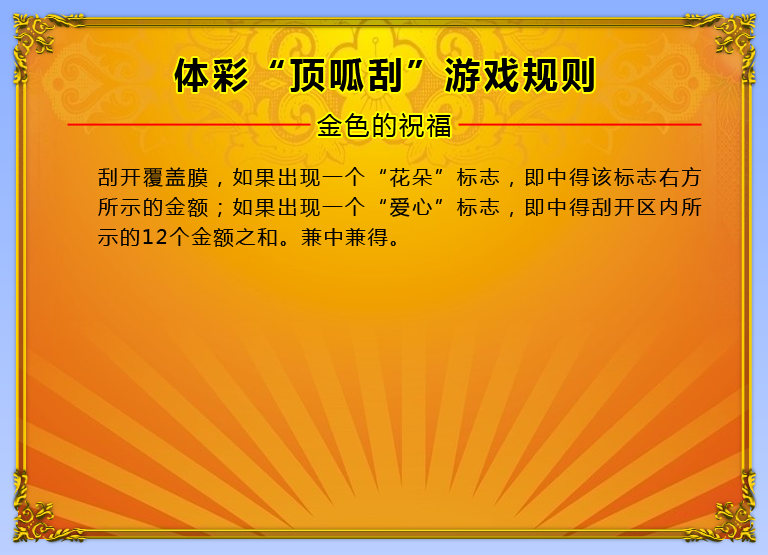 体彩“顶呱刮”游戏规则
金色的祝福
刮开覆盖膜，如果出现一个“花朵”标志，即中得该标志右方
所示的金额；如果出现一个“爱心”标志，即中得刮开区内所
示的12个金额之和。兼中兼得。